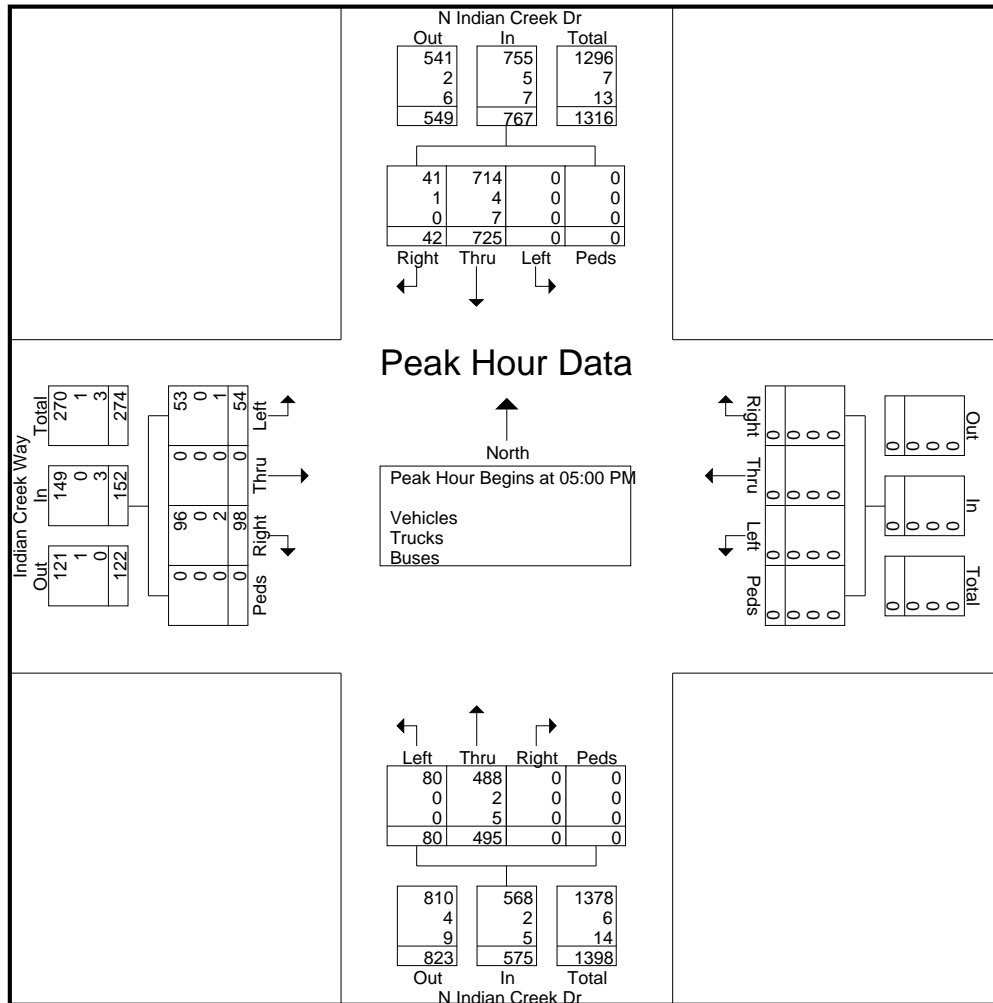 N Indian Creek Dr
Out In Total
541 755 1296
2 5 7
6 7 13
549 767 1316
41 714 0 0
1 4 0 0
0 7 0 0
42 725 0 0
Right Thru Left Peds
Peak Hour Data
North
Peak Hour Begins at 05:00 PM
Vehicles
Trucks
Buses
Indian Creek Way
Out In Total
121 149 270
1 0 1
0 3 3
122 152 274
Peds Right Thru Left
0 96 0 53
0 0 0 0
0 2 0 1
0 98 0 54
Right Thru Left Peds
0 0 0 0
0 0 0 0
0 0 0 0
0 0 0 0
Out In Total
0 0 0
0 0 0
0 0 0
0 0 0
Left Thru Right Peds
80 488 0 0
0 2 0 0
0 5 0 0
80 495 0 0
810 568 1378
4 2 6
9 5 14
823 575 1398
Out In Total
N Indian Creek Dr